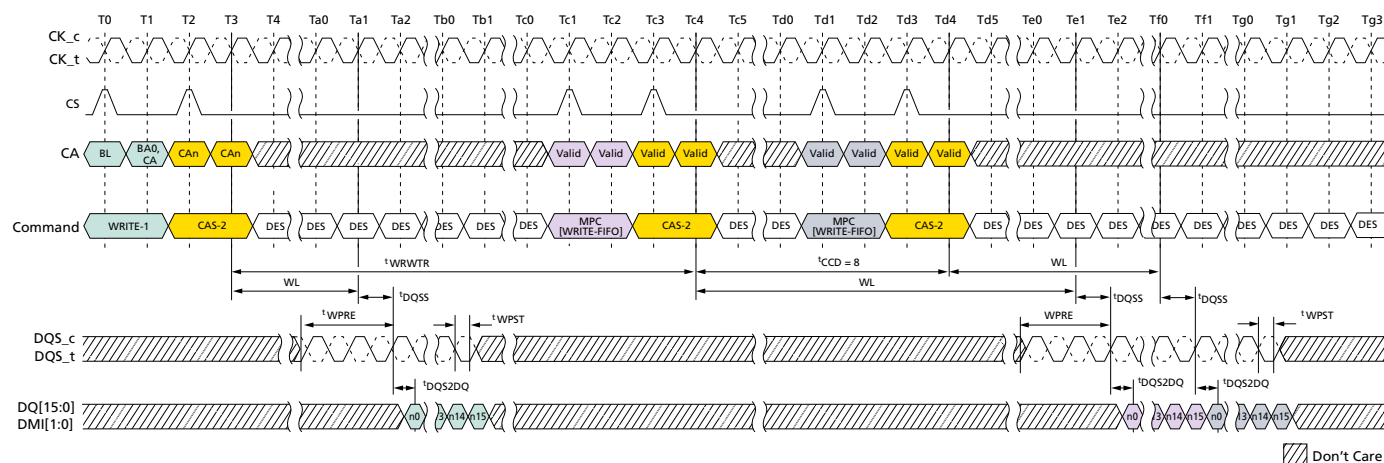 T0 T1 T2 T3 T4 Ta0 Ta1 Ta2 Tb0 Tb1 Tc0 Tc1 Tc2 Tc3 Tc4 Tc5 Td0 Td1 Td2 Td3 Td4 Td5 Te0 Te1 Te2 Tf0 Tf1 Tg0 Tg1 Tg2 Tg3
CK_c
CK_t
CS
CA BL BA0, CA CAn CAn Valid Valid Valid Valid Valid Valid Valid Valid
Command WRITE-1 CAS-2 DES DES DES DES DES DES DES MPC [WRITE-FIFO] CAS-2 DES DES DES MPC [WRITE-FIFO] CAS-2 DES DES DES DES DES DES DES DES DES DES
tWRWTR tCCD = 8 WL
WL WL
tDQSS tDQSS tDQSS
tWPRE tWPST WPRE tWPST
DQS_c
DQS_t
tDQS2DQ tDQS2DQ tDQS2DQ
DQ[15:0]
DMI[1:0]
n0 3 n14 n15 n0 3 n14 n15 n0 13 n14 n15
Don't Care